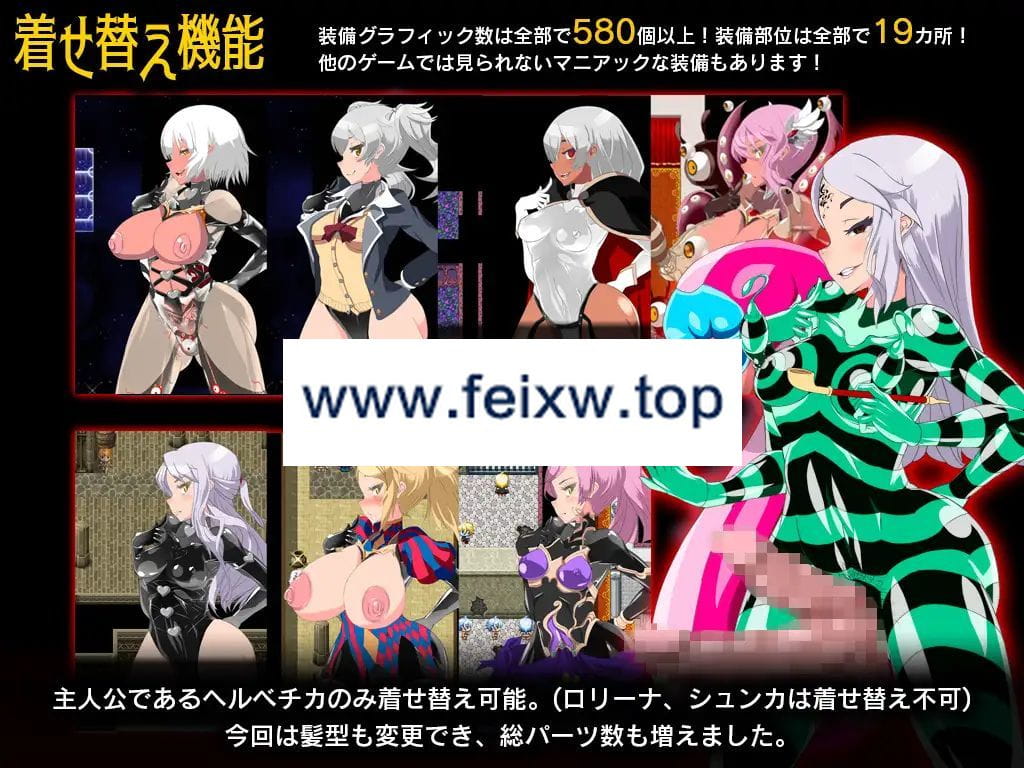 着せ替え機能
装備グラフィック数は全部で580個以上！装備部位は全部で19カ所！
他のゲームでは見られないマニアックな装備もあります！
www.feixw.top
主人公であるヘルベチカのみ着せ替え可能。(ロリーナ、シュンカは着せ替え不可)
今回は髪型も変更でき、総パーツ数も増えました。